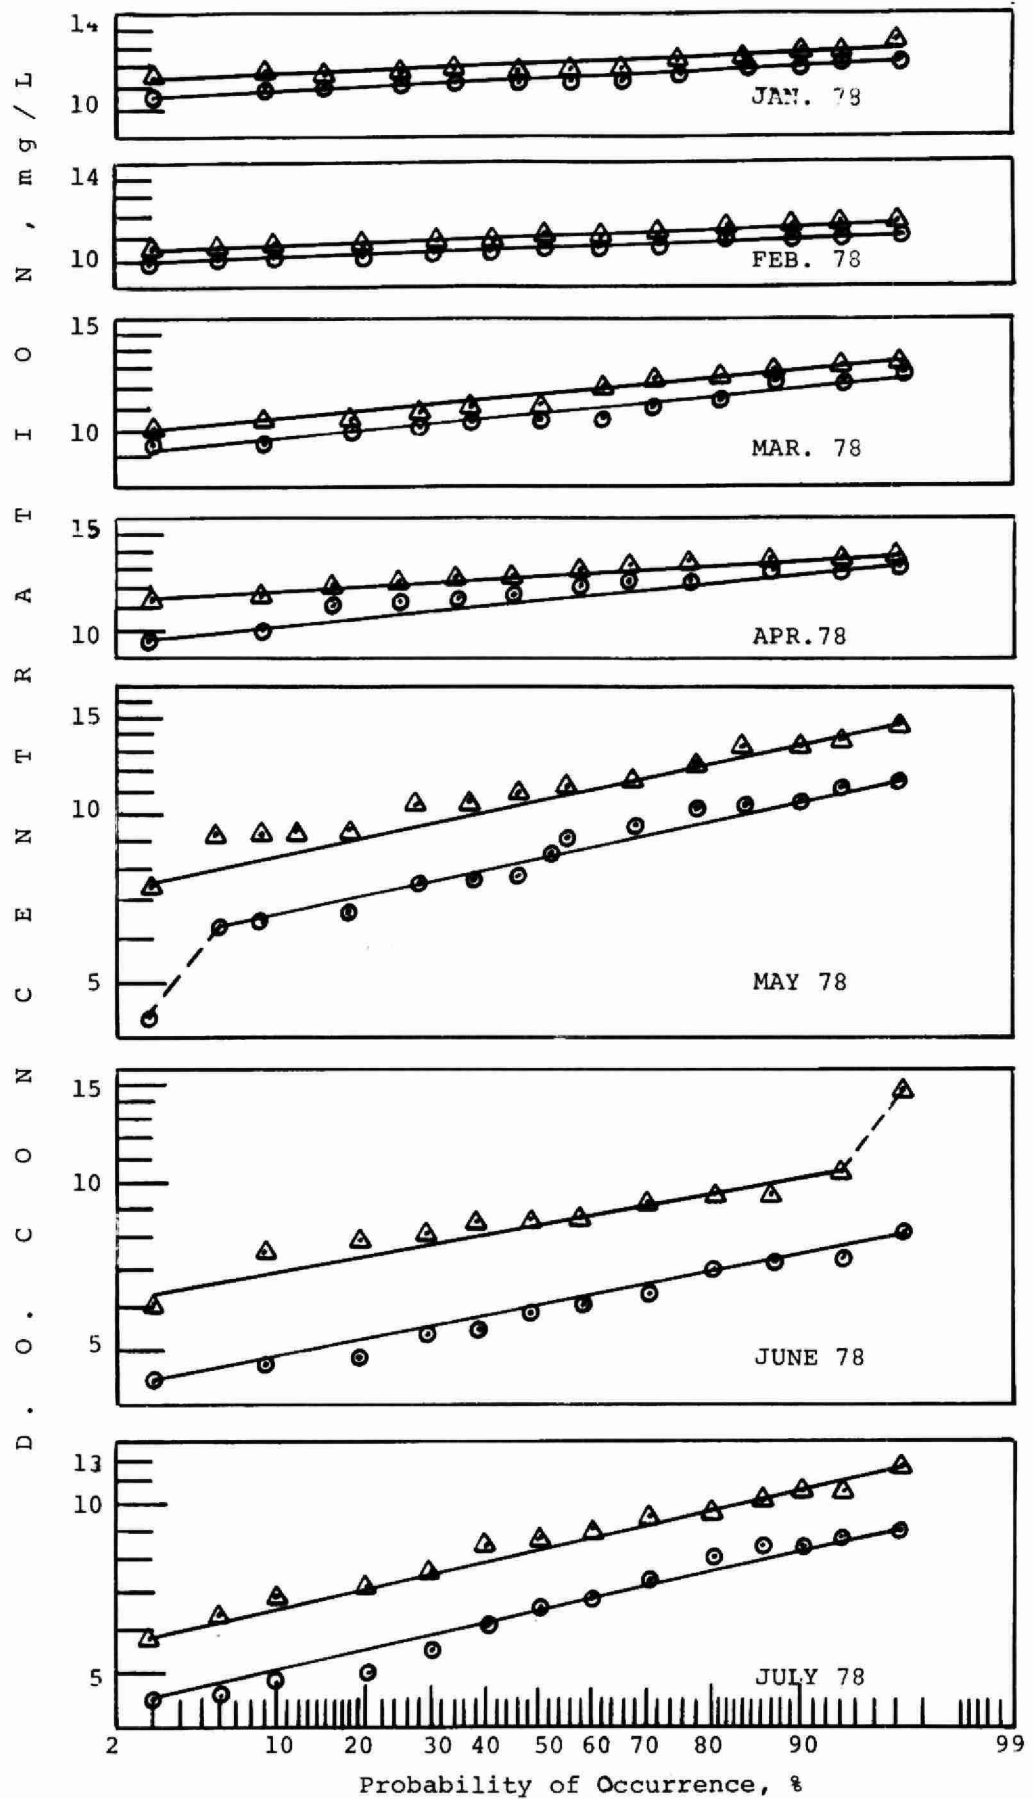 D. O. CONCENTRATION, mg/L
14
10
JAN. 78
14
10
FEB. 78
15
10
MAR. 78
15
10
APR.78
15
10
5
MAY 78
15
10
5
JUNE 78
13
10
5
JULY 78
2 10 20 30 40 50 60 70 80 90 99
Probability of Occurrence, %